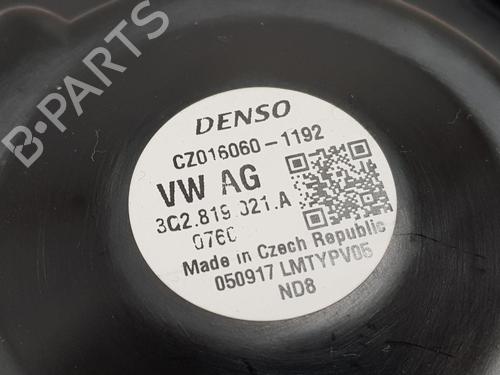 B-PARTS
DENSO
CZ016060-1192
VW AG
3Q2.819.021.A
0760
Made in Czech Republic
050917 LMTYPV05
ND8